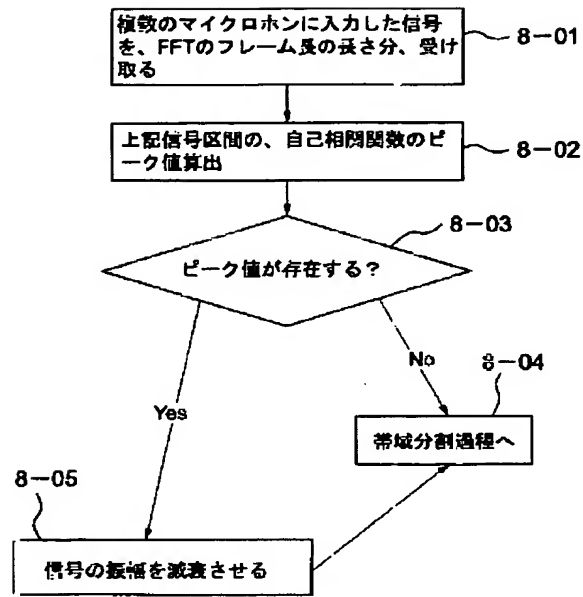 複数のマイクロホンに入力した信号
を、FFTのフレーム長の長さ分、受け
取る
8-01
上記信号区間の、自己相関関数のピ
ーク値算出
8-02
8-03
ピーク値が存在する?
No
8-04
Yes
帯域分割過程へ
8-05
信号の振幅を減衰させる